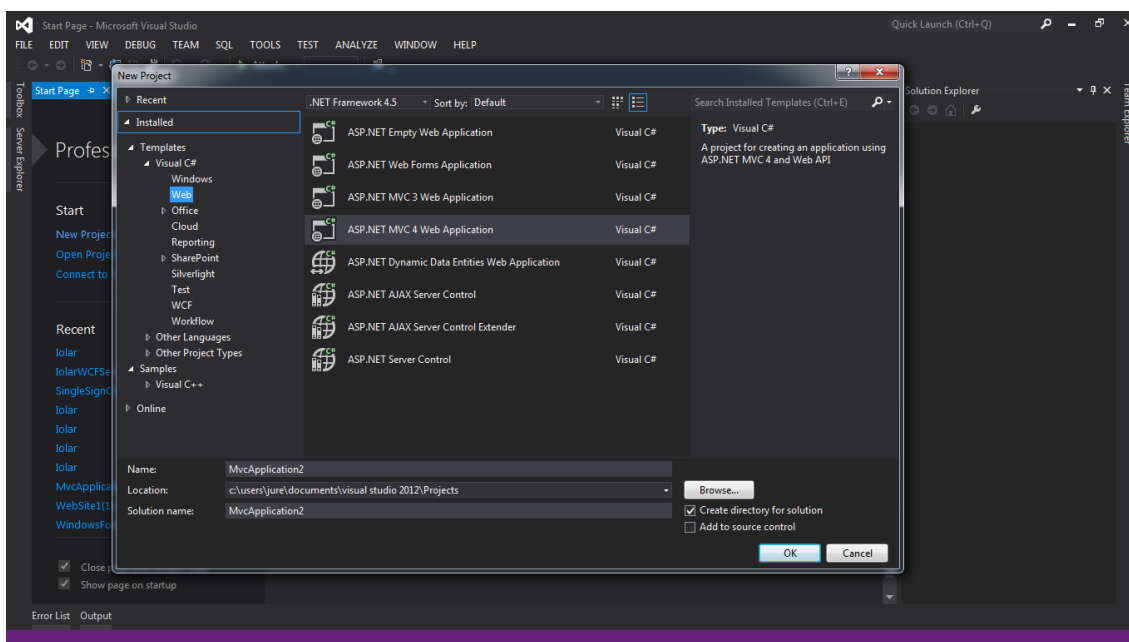 Start Page - Microsoft Visual Studio
Quick Launch (Ctrl+Q)
FILE EDIT VIEW DEBUG TEAM SQL TOOLS TEST ANALYZE WINDOW HELP
New Project
Toolbox
Server Explorer
Start Page
Solution Explorer
Team Explorer
Profes
Start
New Projec
Open Proje
Connect to
Recent
Iolar
IolarWCFSe
SingleSignO
Iolar
Iolar
Iolar
Iolar
MvcApplica
WebSite1(1
WindowsFo
Close p
Show page on startup
Recent
Installed
Templates
Visual C#
Windows
Web
Office
Cloud
Reporting
SharePoint
Silverlight
Test
WCF
Workflow
Other Languages
Other Project Types
Samples
Visual C++
Online
.NET Framework 4.5 Sort by: Default
Search Installed Templates (Ctrl+E)
ASP.NET Empty Web Application Visual C#
ASP.NET Web Forms Application Visual C#
ASP.NET MVC 3 Web Application Visual C#
ASP.NET MVC 4 Web Application Visual C#
ASP.NET Dynamic Data Entities Web Application Visual C#
ASP.NET AJAX Server Control Visual C#
ASP.NET AJAX Server Control Extender Visual C#
ASP.NET Server Control Visual C#
Type: Visual C#
A project for creating an application using
ASP.NET MVC 4 and Web API
Name: MvcApplication2
Location: c:\users\jure\documents\visual studio 2012\Projects Browse...
Solution name: MvcApplication2
Create directory for solution
Add to source control
OK Cancel
Error List Output